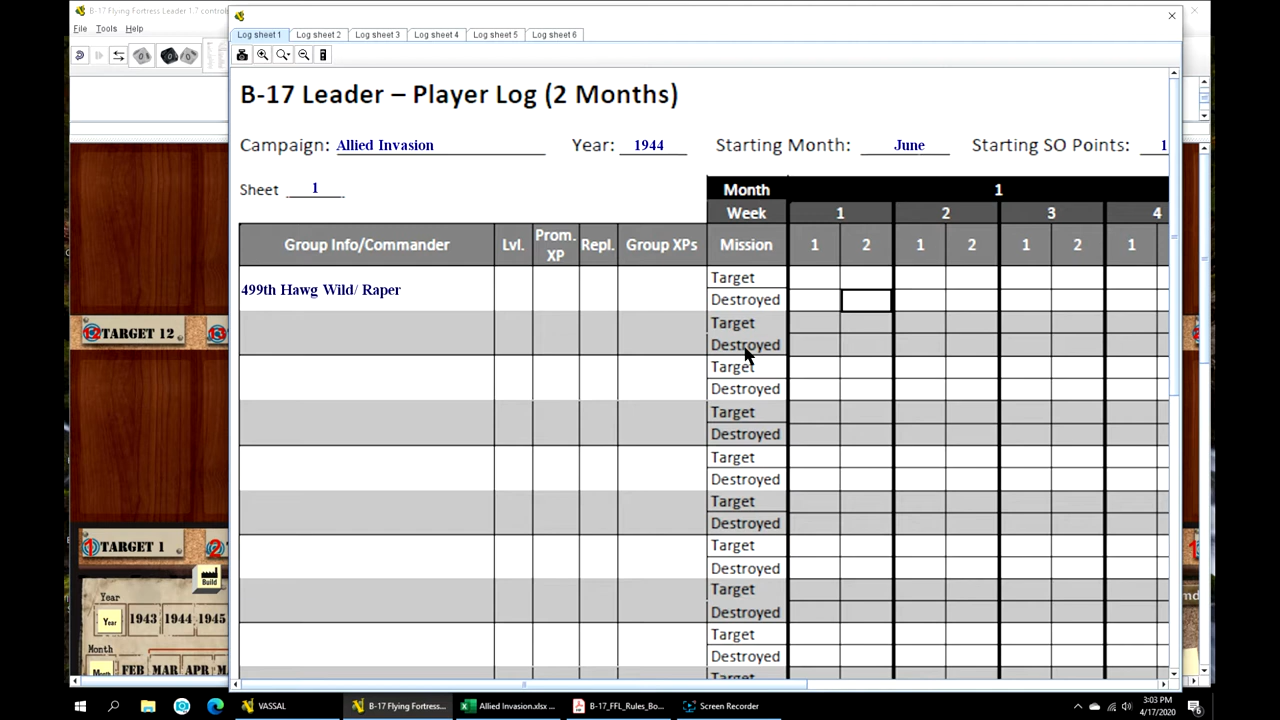 B-17 Flying Fortress Leader 1.7 control
File Tools Help
Log sheet 1 Log sheet 2 Log sheet 3 Log sheet 4 Log sheet 5 Log sheet 6
B-17 Leader – Player Log (2 Months)
Campaign: Allied Invasion Year: 1944 Starting Month: June Starting SO Points: 1
Sheet 1
Month 1
Week 1 2 3 4
Group Info/Commander Lvl. Prom. XP Repl. Group XPs Mission 1 2 1 2 1 2 1
Target
499th Hawg Wild/ Raper
Destroyed
Target
Destroyed
Target
Destroyed
Target
Destroyed
Target
Destroyed
Target
Destroyed
Target
Destroyed
Target
Destroyed
Target
Destroyed
Target
12 TARGET 12
1 TARGET 1 2
Build
Year
Year 1943 1944 1945
Month
Month FEB MAR APR
VASSAL B-17 Flying Fortress... Allied Invasion.xlsx ... B-17_FFL_Rules_Bo... Screen Recorder
3:03 PM
4/17/2020
6